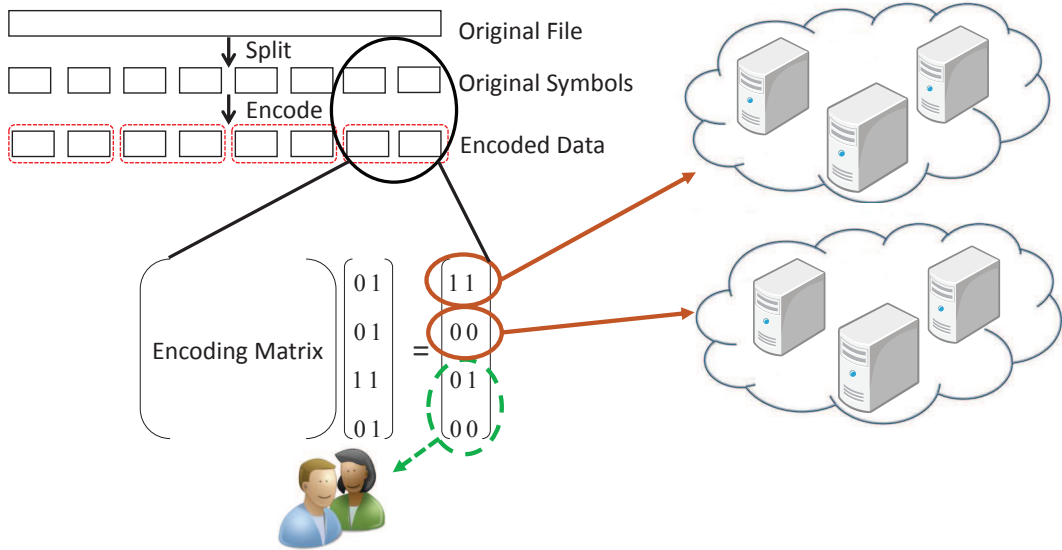 Original File
Split
Original Symbols
Encode
Encoded Data
0 1 1 1
0 1 0 0
Encoding Matrix =
1 1 0 1
0 1 0 0